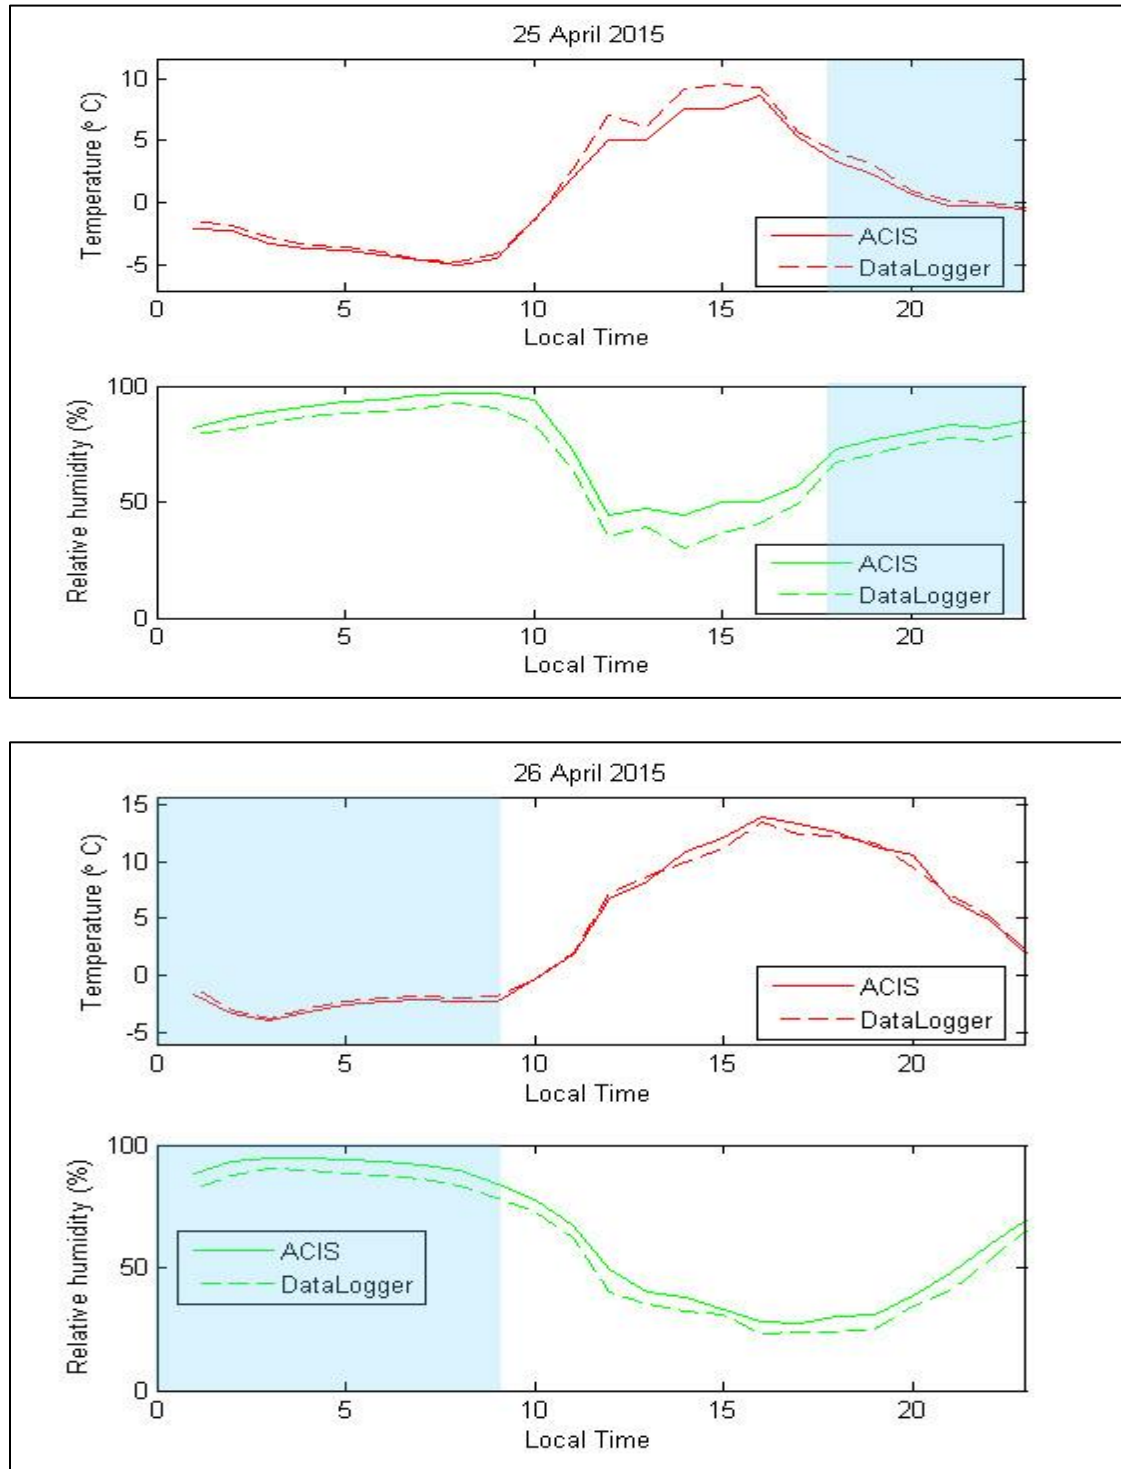 25 April 2015
Temperature (° C)
10
5
0
-5
0 5 10 15 20
Local Time
ACIS
DataLogger
Relative humidity (%)
100
50
0
0 5 10 15 20
Local Time
ACIS
DataLogger
26 April 2015
Temperature (° C)
15
10
5
0
-5
0 5 10 15 20
Local Time
ACIS
DataLogger
Relative humidity (%)
100
50
0
0 5 10 15 20
Local Time
ACIS
DataLogger